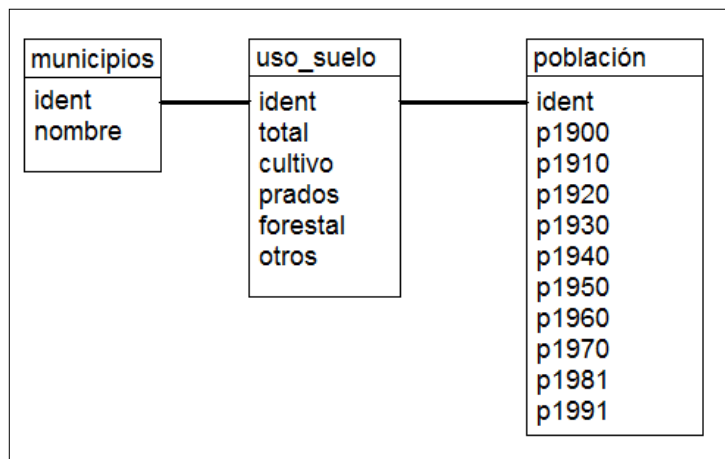 municipios
ident
nombre
uso_suelo
ident
total
cultivo
prados
forestal
otros
población
ident
p1900
p1910
p1920
p1930
p1940
p1950
p1960
p1970
p1981
p1991